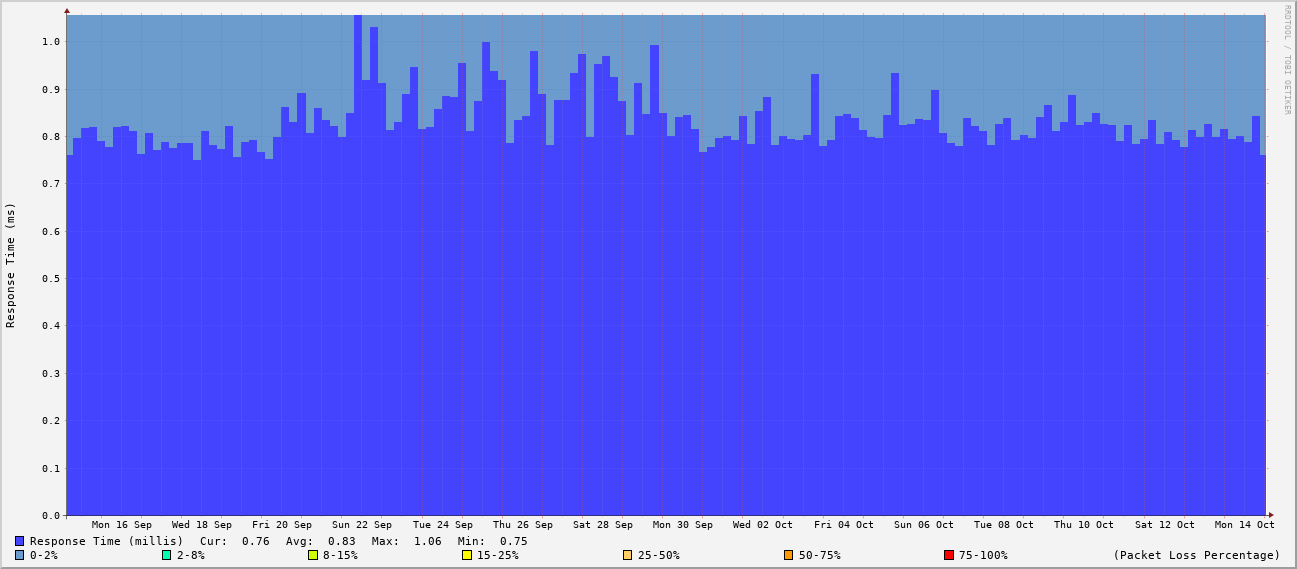 RRDTOOL / TOBI OETIKER
Response Time (ms)
1.0
0.9
0.8
0.7
0.6
0.5
0.4
0.3
0.2
0.1
0.0
Mon 16 Sep Wed 18 Sep Fri 20 Sep Sun 22 Sep Tue 24 Sep Thu 26 Sep Sat 28 Sep Mon 30 Sep Wed 02 Oct Fri 04 Oct Sun 06 Oct Tue 08 Oct Thu 10 Oct Sat 12 Oct Mon 14 Oct
Response Time (millis) Cur: 0.76 Avg: 0.83 Max: 1.06 Min: 0.75
0-2% 2-8% 8-15% 15-25% 25-50% 50-75% 75-100% (Packet Loss Percentage)